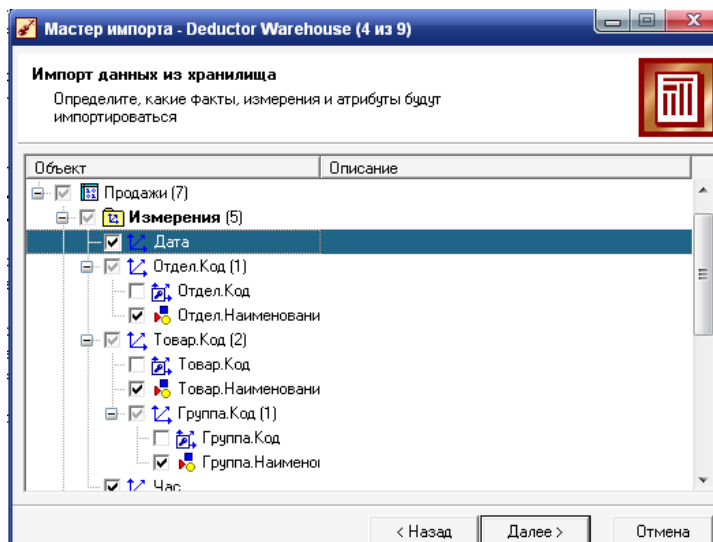 Мастер импорта - Deductor Warehouse (4 из 9)
Импорт данных из хранилища
Определите, какие факты, измерения и атрибуты будут
импортироваться
Объект Описание
Продажи (7)
Измерения (5)
Дата
Отдел.Код (1)
Отдел.Код
Отдел.Наименовани
Товар.Код (2)
Товар.Код
Товар.Наименовани
Группа.Код (1)
Группа.Код
Группа.Наимено
Час
< Назад Далее > Отмена